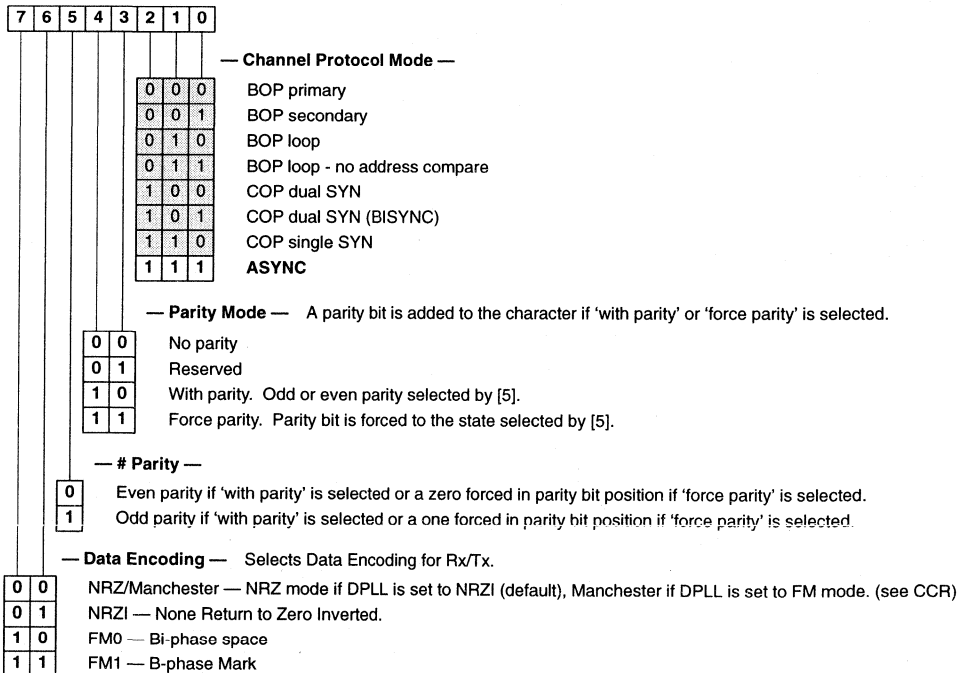 7 6 5 4 3 2 1 0
— Channel Protocol Mode —
0 0 0 BOP primary
0 0 1 BOP secondary
0 1 0 BOP loop
0 1 1 BOP loop - no address compare
1 0 0 COP dual SYN
1 0 1 COP dual SYN (BISYNC)
1 1 0 COP single SYN
1 1 1 ASYNC
— Parity Mode — A parity bit is added to the character if 'with parity' or 'force parity' is selected.
0 0 No parity
0 1 Reserved
1 0 With parity. Odd or even parity selected by [5].
1 1 Force parity. Parity bit is forced to the state selected by [5].
— # Parity —
0 Even parity if 'with parity' is selected or a zero forced in parity bit position if 'force parity' is selected.
1 Odd parity if 'with parity' is selected or a one forced in parity bit position if 'force parity' is selected.
— Data Encoding — Selects Data Encoding for Rx/Tx.
0 0 NRZ/Manchester — NRZ mode if DPLL is set to NRZI (default), Manchester if DPLL is set to FM mode. (see CCR)
0 1 NRZI — None Return to Zero Inverted.
1 0 FM0 — Bi-phase space
1 1 FM1 — B-phase Mark